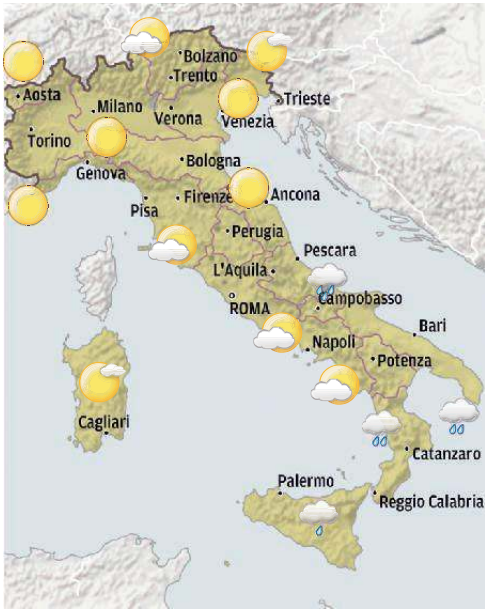 Bolzano
Trento
Aosta
Milano
Verona
Venezia
Trieste
Torino
Genova
Bologna
Pisa
Firenze
Ancona
Perugia
Pescara
L'Aquila
ROMA
Campobasso
Bari
Napoli
Potenza
Cagliari
Catanzaro
Palermo
Reggio Calabria